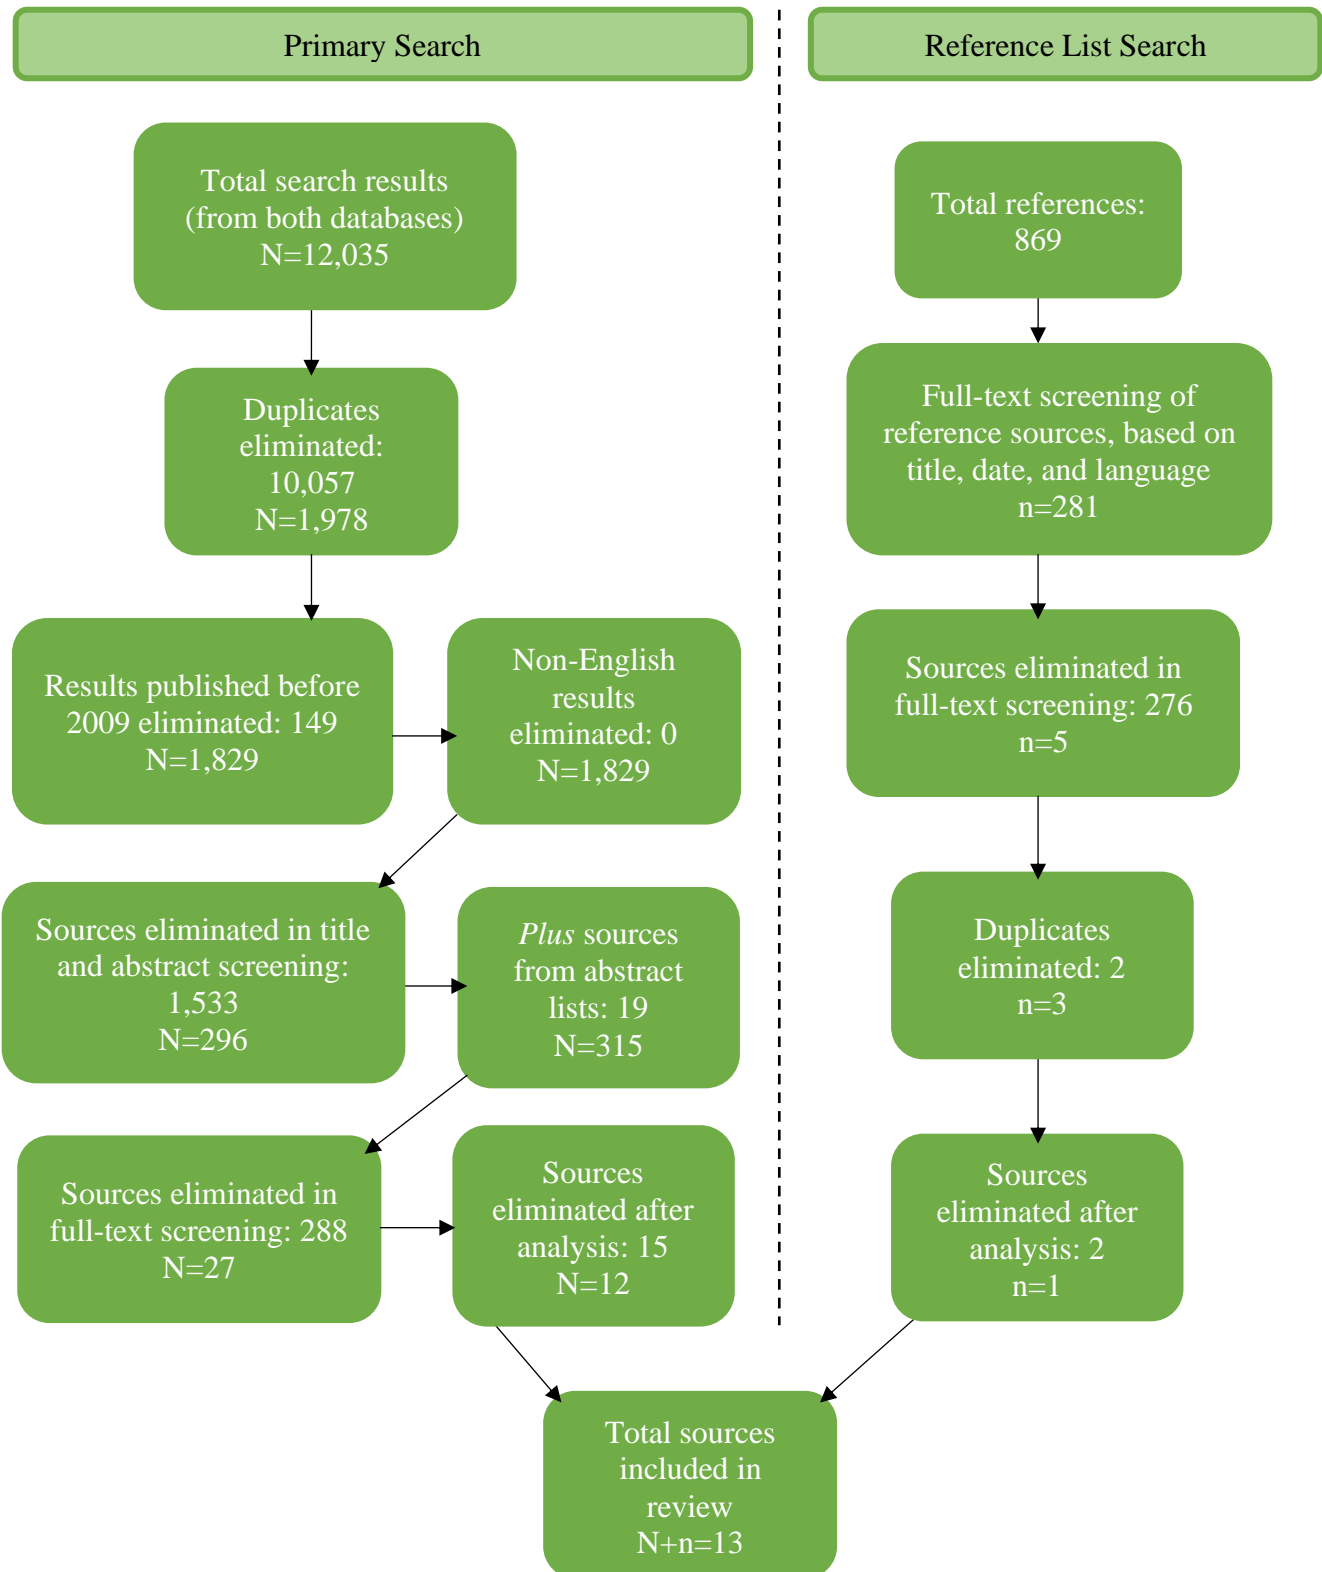 Primary Search
Total search results
(from both databases)
N=12,035
Duplicates
eliminated:
10,057
N=1,978
Results published before
2009 eliminated: 149
N=1,829
Non-English
results
eliminated: 0
N=1,829
Sources eliminated in title
and abstract screening:
1,533
N=296
Plus sources
from abstract
lists: 19
N=315
Sources eliminated in
full-text screening: 288
N=27
Sources
eliminated after
analysis: 15
N=12
Reference List Search
Total references:
869
Full-text screening of
reference sources, based on
title, date, and language
n=281
Sources eliminated in
full-text screening: 276
n=5
Duplicates
eliminated: 2
n=3
Sources
eliminated after
analysis: 2
n=1
Total sources
included in
review
N+n=13